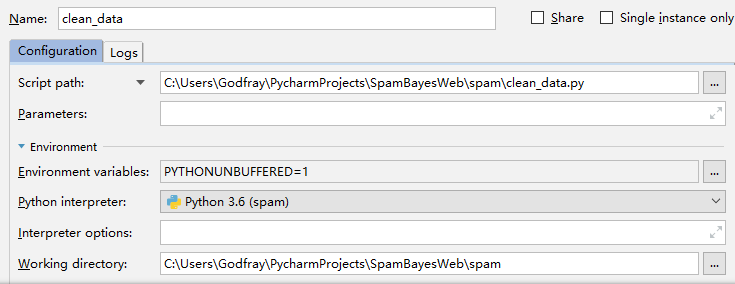 Name: clean_data Share Single instance only
Configuration Logs
Script path: C:\Users\Godfray\PycharmProjects\SpamBayesWeb\spam\clean_data.py ...
Parameters:
Environment
Environment variables: PYTHONUNBUFFERED=1 ...
Python interpreter: Python 3.6 (spam)
Interpreter options:
Working directory: C:\Users\Godfray\PycharmProjects\SpamBayesWeb\spam ...